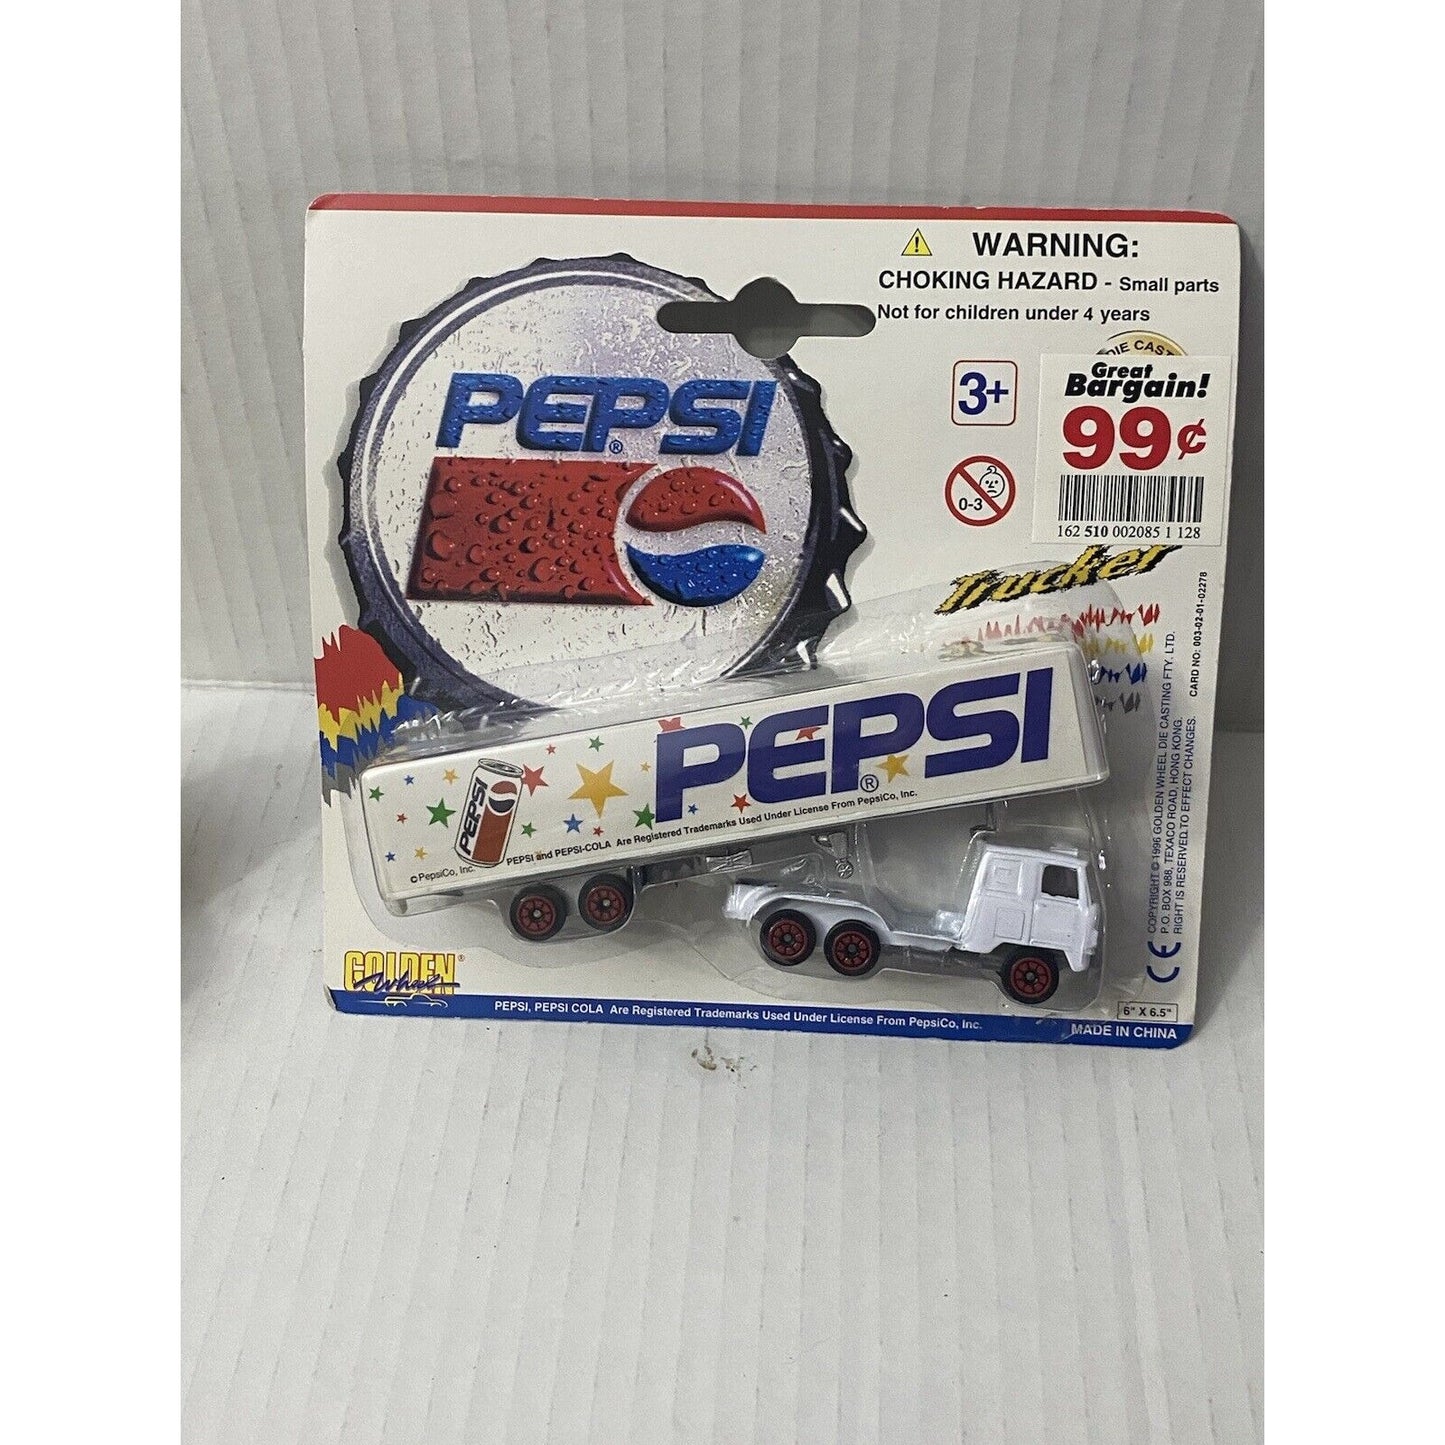 WARNING:
CHOKING HAZARD - Small parts
Not for children under 4 years
PEPSI
®
3+
0-3
DIE CAST
Great
Bargain!
99¢
162 510 002085 1 128
Trucker
PEPSI
®
PEPSI
PEPSI and PEPSI-COLA Are Registered Trademarks Used Under License From PepsiCo, Inc.
© PepsiCo, Inc.
COPYRIGHT © 1996 GOLDEN WHEEL DIE CASTING FTY. LTD.
P.O. BOX 988, TEXACO ROAD, HONG KONG.
RIGHT IS RESERVED TO EFFECT CHANGES.
CARD NO: 003-02-01-02278
CE
GOLDEN®
Wheel
PEPSI, PEPSI COLA Are Registered Trademarks Used Under License From PepsiCo, Inc.
6" X 6.5"
MADE IN CHINA